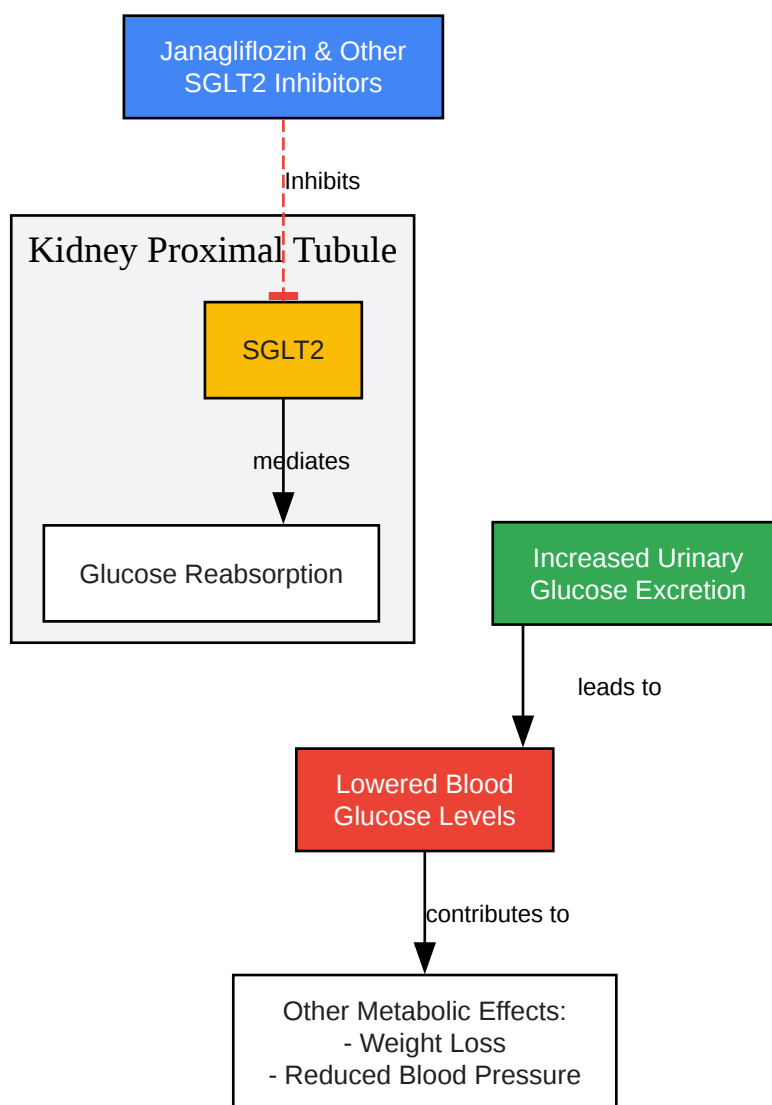 Janagliflozin & Other
SGLT2 Inhibitors
Inhibits
Kidney Proximal Tubule
SGLT2
mediates
Glucose Reabsorption
Increased Urinary
Glucose Excretion
leads to
Lowered Blood
Glucose Levels
contributes to
Other Metabolic Effects:
- Weight Loss
- Reduced Blood Pressure